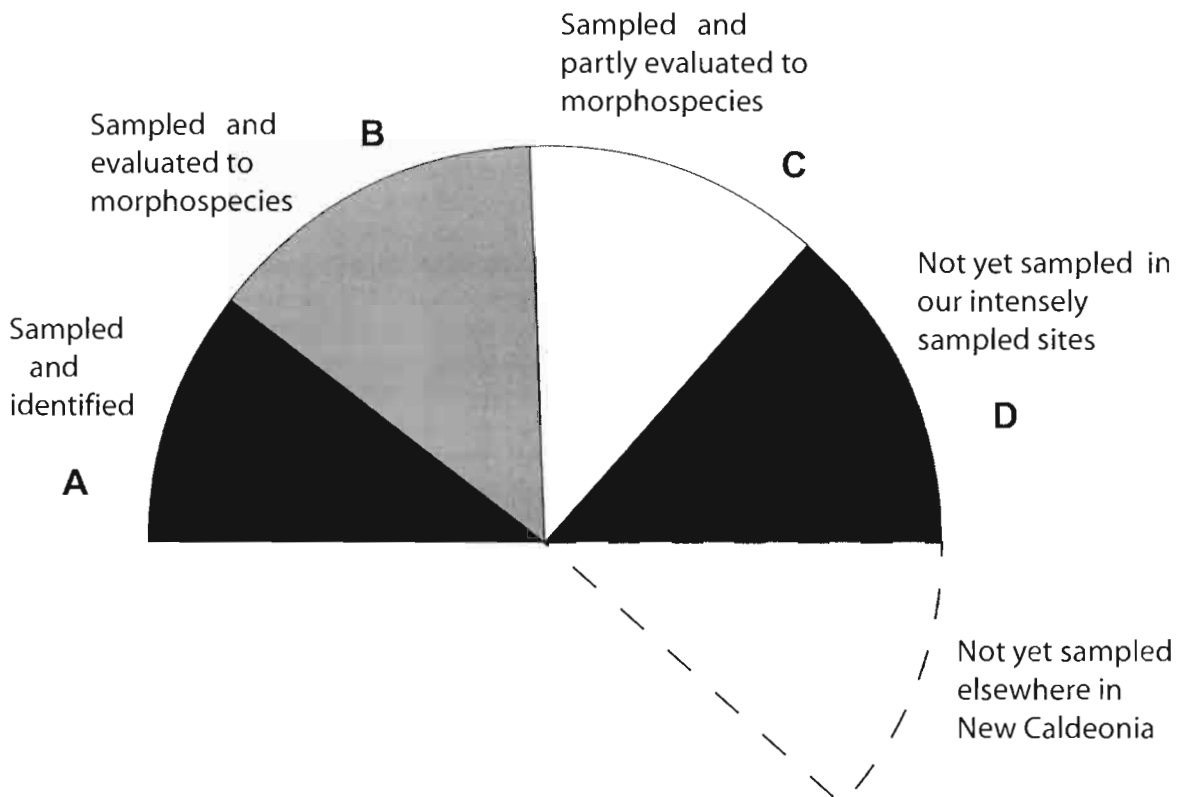 Sampled and
partly evaluated to
morphospecies
Sampled and
evaluated to
morphospecies
B
C
Sampled
and
identified
A
Not yet sampled in
our intensely
sampled sites
D
Not yet sampled
elsewhere in
New Caldeonia